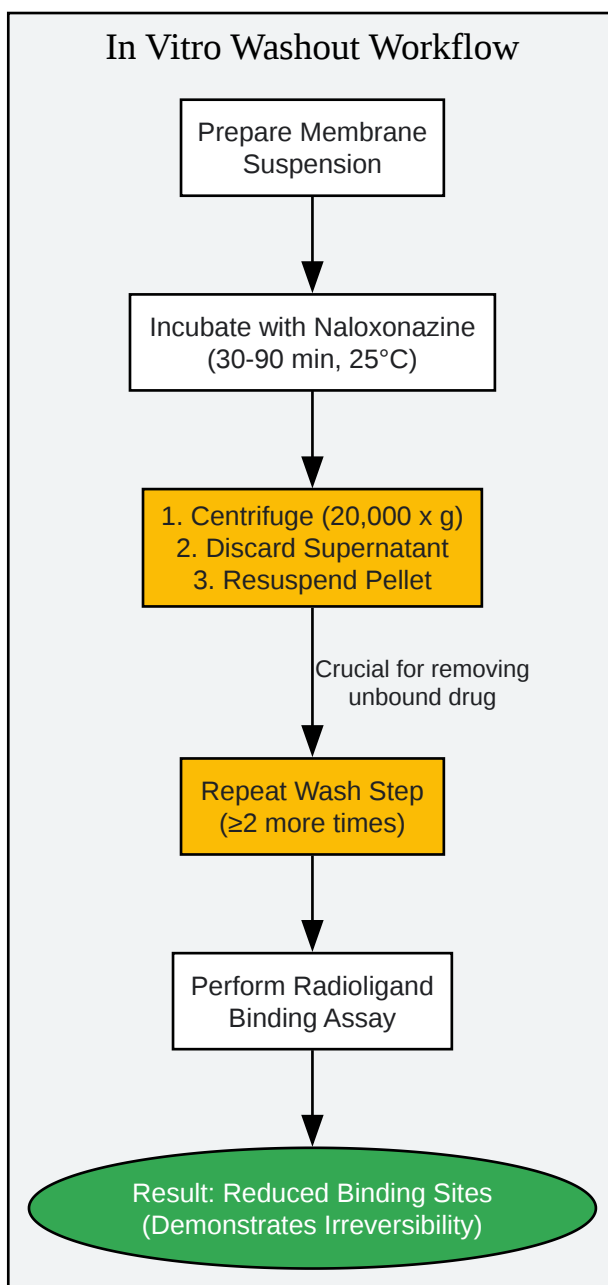 In Vitro Washout Workflow
Prepare Membrane
Suspension
Incubate with Naloxonazine
(30-90 min, 25°C)
1. Centrifuge (20,000 x g)
2. Discard Supernatant
3. Resuspend Pellet
Crucial for removing
unbound drug
Repeat Wash Step
(≥2 more times)
Perform Radioligand
Binding Assay
Result: Reduced Binding Sites
(Demonstrates Irreversibility)